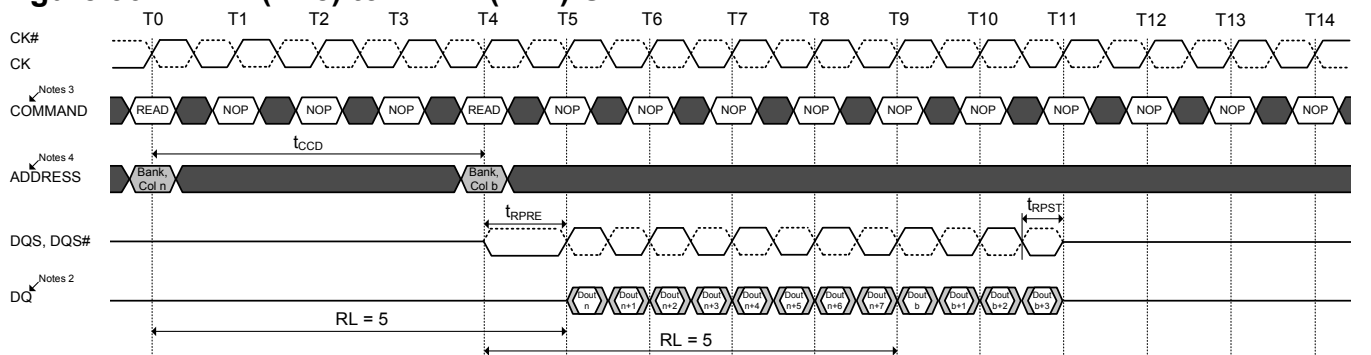 T0 T1 T2 T3 T4 T5 T6 T7 T8 T9 T10 T11 T12 T13 T14
CK#
CK
Notes 3
COMMAND READ NOP NOP NOP READ NOP NOP NOP NOP NOP NOP NOP NOP NOP NOP
tCCD
Notes 4
ADDRESS Bank, Col n Bank, Col b
tRPRE tRPST
DQS, DQS#
Notes 2
DQ Dout n Dout n+1 Dout n+2 Dout n+3 Dout n+4 Dout n+5 Dout n+6 Dout n+7 Dout b Dout b+1 Dout b+2 Dout b+3
RL = 5
RL = 5